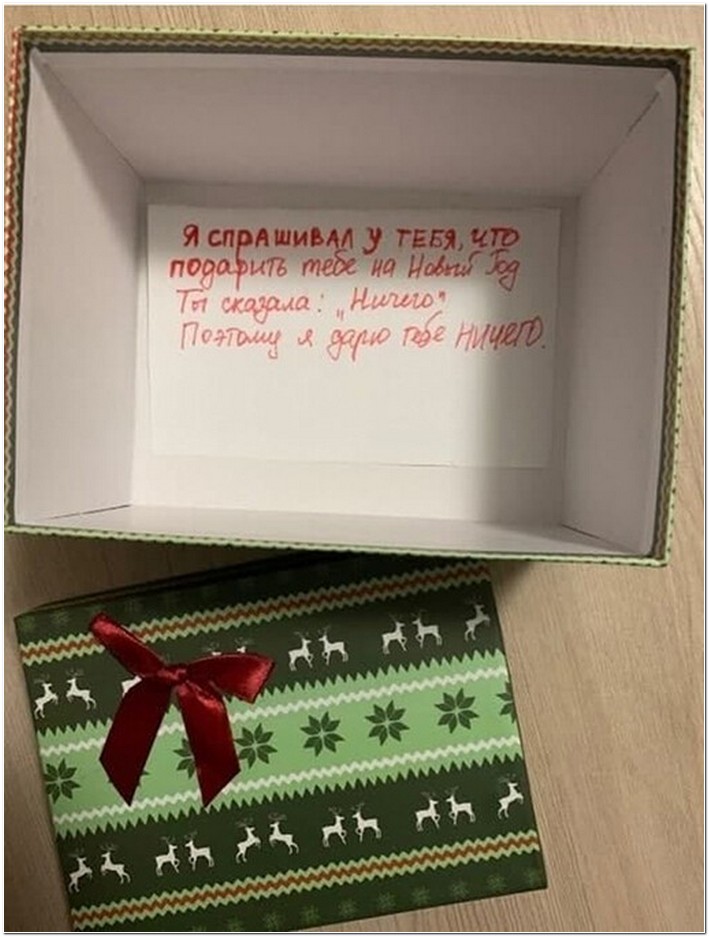 Я СПРАШИВАЛ У ТЕБЯ, ЧТО
подарить тебе на Новый Год
Ты сказала: „Ничего"
Поэтому я дарю тебе НИЧЕГО.